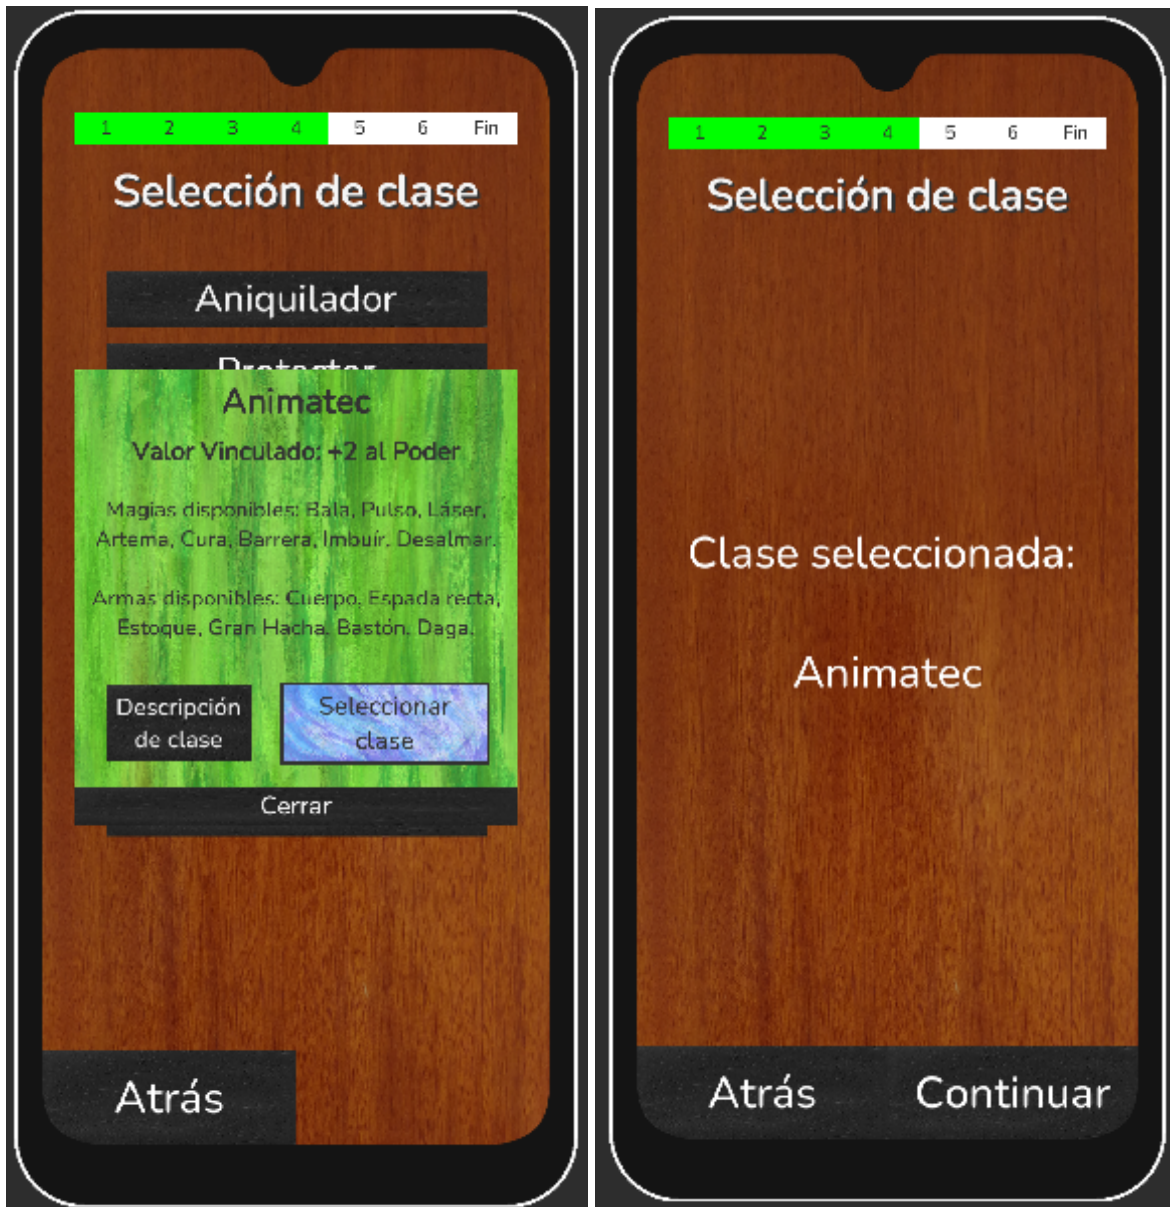 1 2 3 4 5 6 Fin
Selección de clase
Aniquilador
Protector
Animatec
Valor Vinculado: +2 al Poder
Magias disponibles: Bala, Pulso, Láser,
Artema, Cura, Barrera, Imbuír. Desalmar.
Armas disponibles: Cuerpo, Espada recta,
Estoque, Gran Hacha. Bastón. Daga.
Descripción
de clase
Seleccionar
clase
Cerrar
Atrás
1 2 3 4 5 6 Fin
Selección de clase
Clase seleccionada:
Animatec
Atrás
Continuar